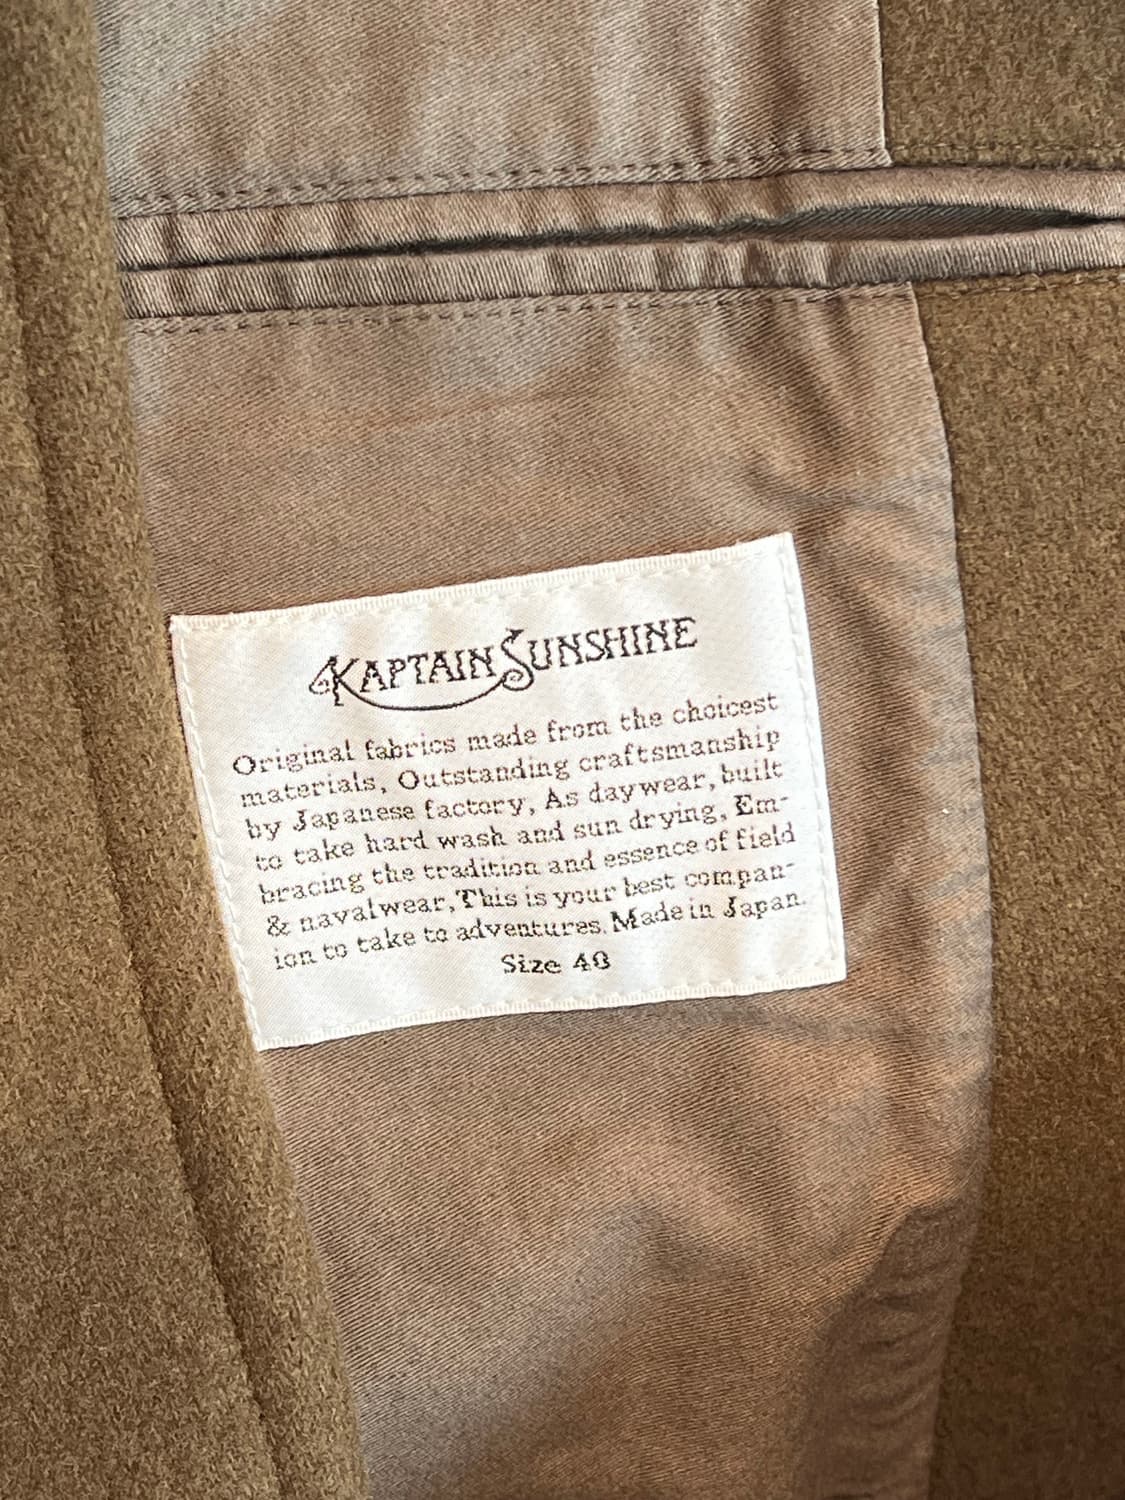 KAPTAIN SUNSHINE
Original fabrics made from the choicest
materials, Outstanding craftsmanship
by Japanese factory, As daywear, built
to take hard wash and sun drying, Em-
bracing the tradition and essence of field
& navalwear, This is your best compan-
ion to take to adventures. Made in Japan.
Size 40